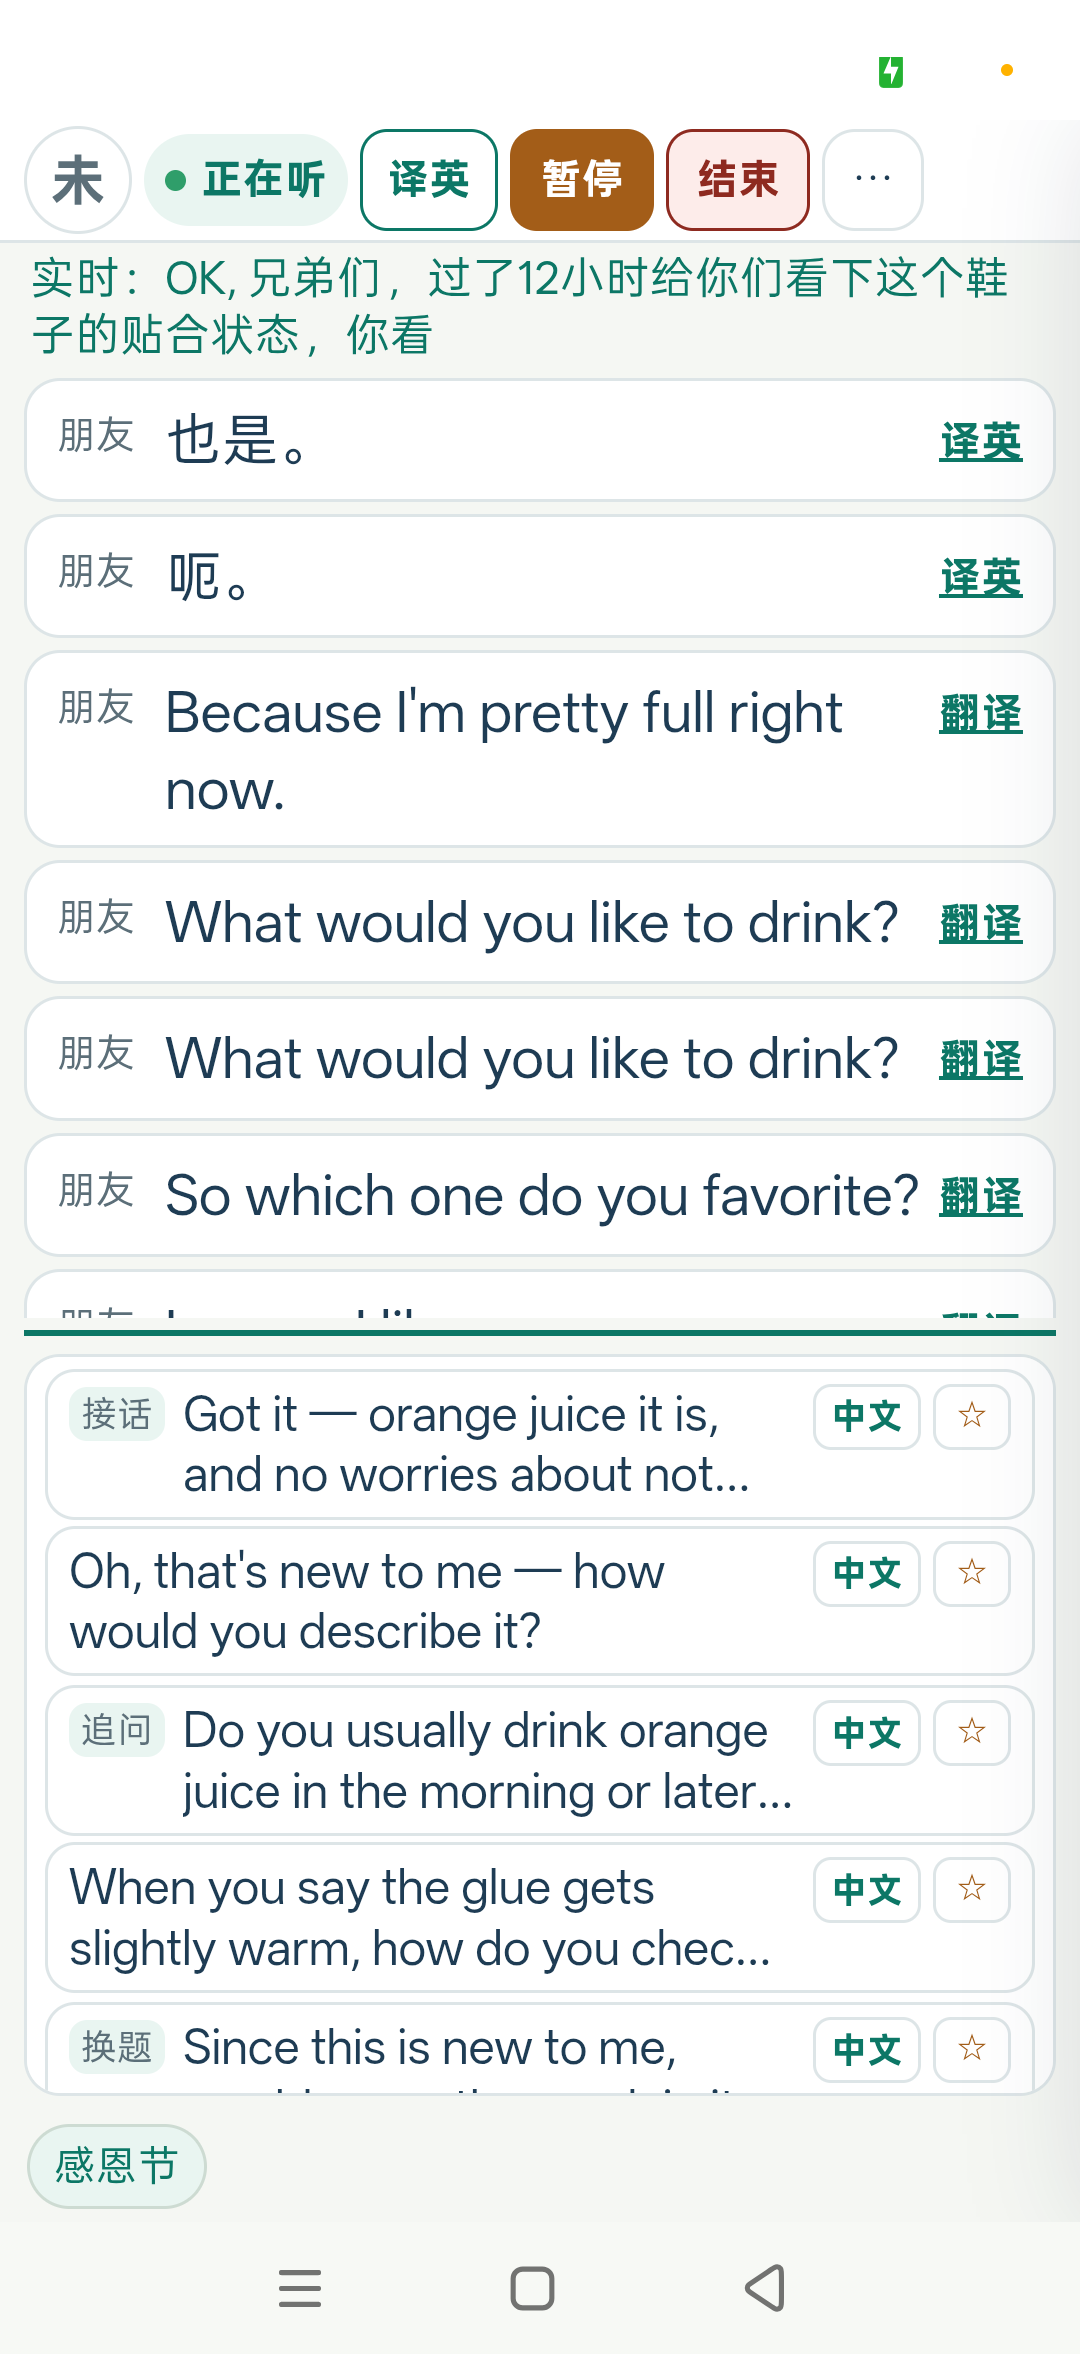 未 正在听 译英 暂停 结束 ...
实时：OK, 兄弟们，过了12小时给你们看下这个鞋
子的贴合状态，你看
朋友 也是。 译英
朋友 呃。 译英
朋友 Because I'm pretty full right 翻译
now.
朋友 What would you like to drink? 翻译
朋友 What would you like to drink? 翻译
朋友 So which one do you favorite? 翻译
接话 Got it — orange juice it is, 中文 ☆
and no worries about not...
Oh, that's new to me — how 中文 ☆
would you describe it?
追问 Do you usually drink orange 中文 ☆
juice in the morning or later...
When you say the glue gets 中文 ☆
slightly warm, how do you chec...
换题 Since this is new to me, 中文 ☆
感恩节